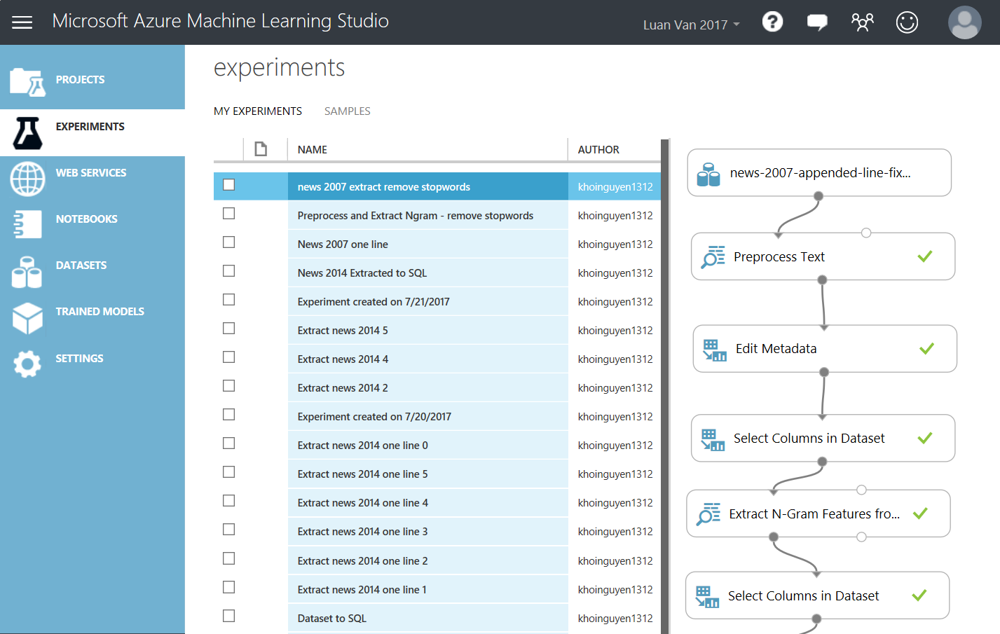 Microsoft Azure Machine Learning Studio
Luan Van 2017
?
PROJECTS
EXPERIMENTS
WEB SERVICES
NOTEBOOKS
DATASETS
TRAINED MODELS
SETTINGS
experiments
MY EXPERIMENTS SAMPLES
NAME AUTHOR
news 2007 extract remove stopwords khoinguyen1312
Preprocess and Extract Ngram - remove stopwords khoinguyen1312
News 2007 one line khoinguyen1312
News 2014 Extracted to SQL khoinguyen1312
Experiment created on 7/21/2017 khoinguyen1312
Extract news 2014 5 khoinguyen1312
Extract news 2014 4 khoinguyen1312
Extract news 2014 2 khoinguyen1312
Experiment created on 7/20/2017 khoinguyen1312
Extract news 2014 one line 0 khoinguyen1312
Extract news 2014 one line 5 khoinguyen1312
Extract news 2014 one line 4 khoinguyen1312
Extract news 2014 one line 3 khoinguyen1312
Extract news 2014 one line 2 khoinguyen1312
Extract news 2014 one line 1 khoinguyen1312
Dataset to SQL khoinguyen1312
news-2007-appended-line-fix...
Preprocess Text
Edit Metadata
Select Columns in Dataset
Extract N-Gram Features fro...
Select Columns in Dataset